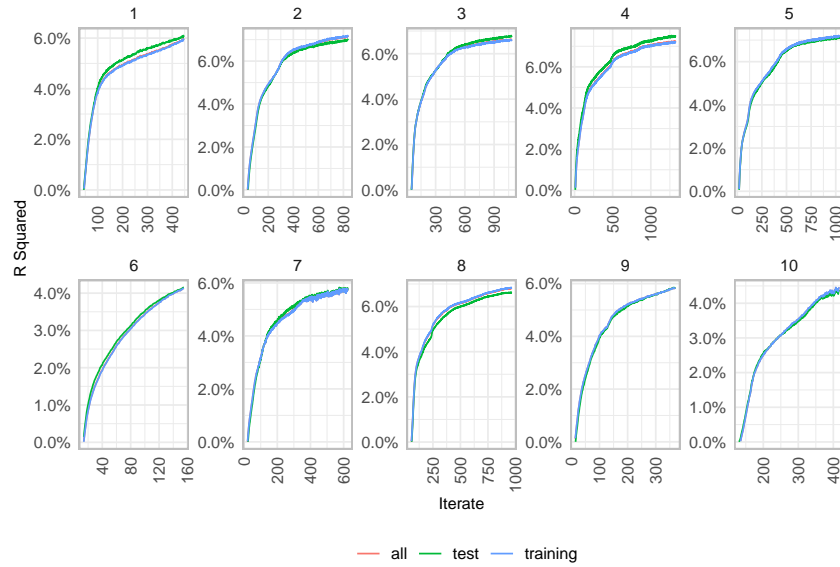 1 2 3 4 5
6.0% 4.0% 2.0% 0.0%
6.0% 4.0% 2.0% 0.0%
6.0% 4.0% 2.0% 0.0%
6.0% 4.0% 2.0% 0.0%
6.0% 4.0% 2.0% 0.0%
100 200 300 400
0 200 400 600 800
300 600 900
0 500 1000
0 250 500 750 1000
R Squared
6 7 8 9 10
4.0% 3.0% 2.0% 1.0% 0.0%
6.0% 4.0% 2.0% 0.0%
6.0% 4.0% 2.0% 0.0%
6.0% 4.0% 2.0% 0.0%
4.0% 3.0% 2.0% 1.0% 0.0%
40 80 120 160
0 200 400 600
250 500 750 1000
0 100 200 300
200 300 400
Iterate
all test training